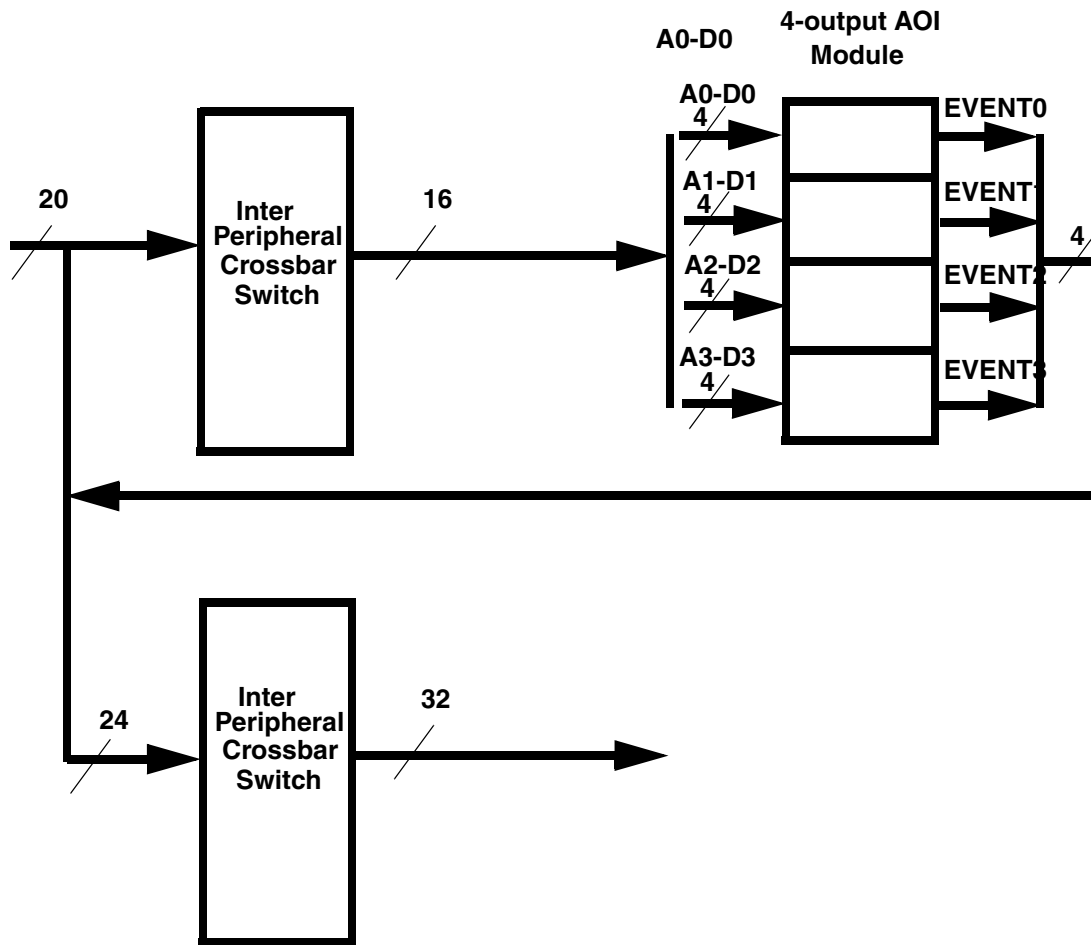 4-output AOI
Module
A0-D0
A0-D0
4
EVENT0
A1-D1
4
EVENT1
20
16
Inter
Peripheral
Crossbar
Switch
A2-D2
4
EVENT2
4
A3-D3
4
EVENT3
24
32
Inter
Peripheral
Crossbar
Switch